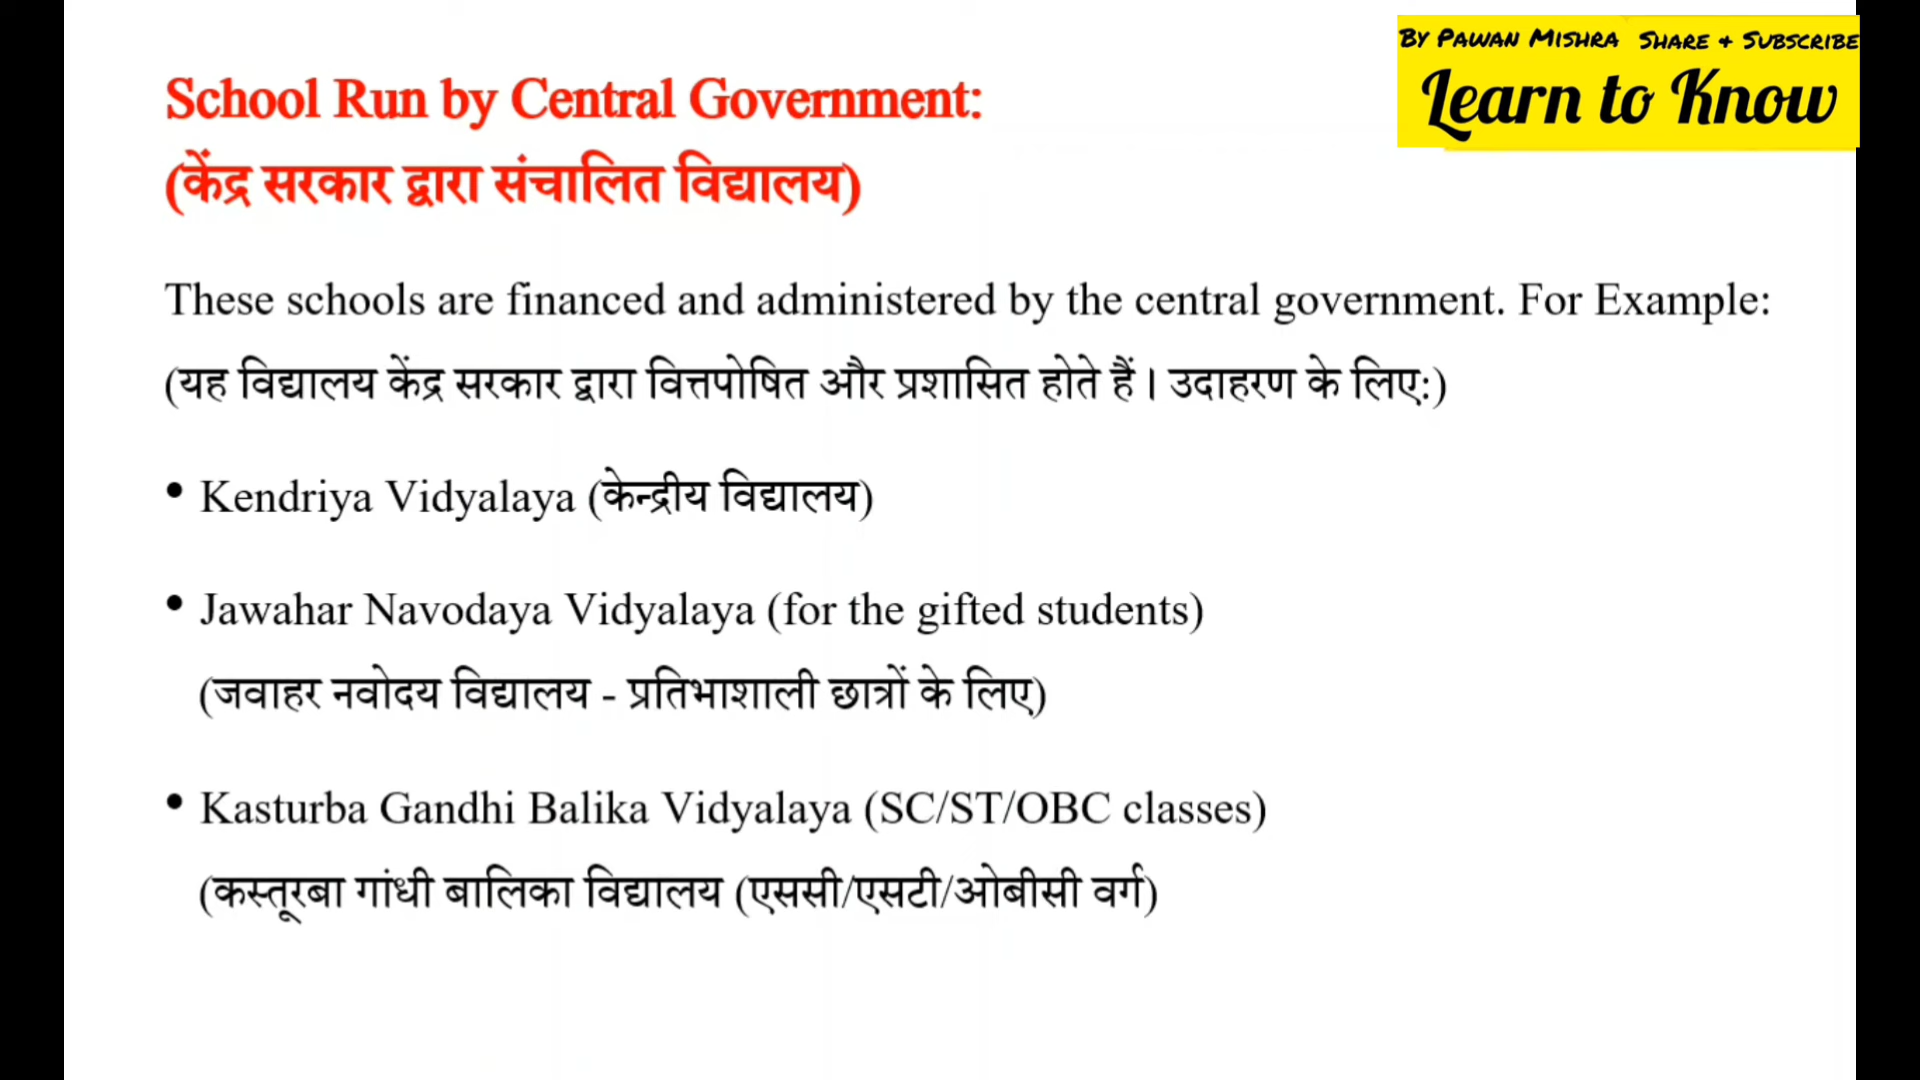 By Pawan Mishra Share & Subscribe
Learn to Know
School Run by Central Government:
(केंद्र सरकार द्वारा संचालित विद्यालय)
These schools are financed and administered by the central government. For Example:
(यह विद्यालय केंद्र सरकार द्वारा वित्तपोषित और प्रशासित होते हैं। उदाहरण के लिए:)
• Kendriya Vidyalaya (केन्द्रीय विद्यालय)
• Jawahar Navodaya Vidyalaya (for the gifted students)
(जवाहर नवोदय विद्यालय - प्रतिभाशाली छात्रों के लिए)
• Kasturba Gandhi Balika Vidyalaya (SC/ST/OBC classes)
(कस्तूरबा गांधी बालिका विद्यालय (एससी/एसटी/ओबीसी वर्ग)